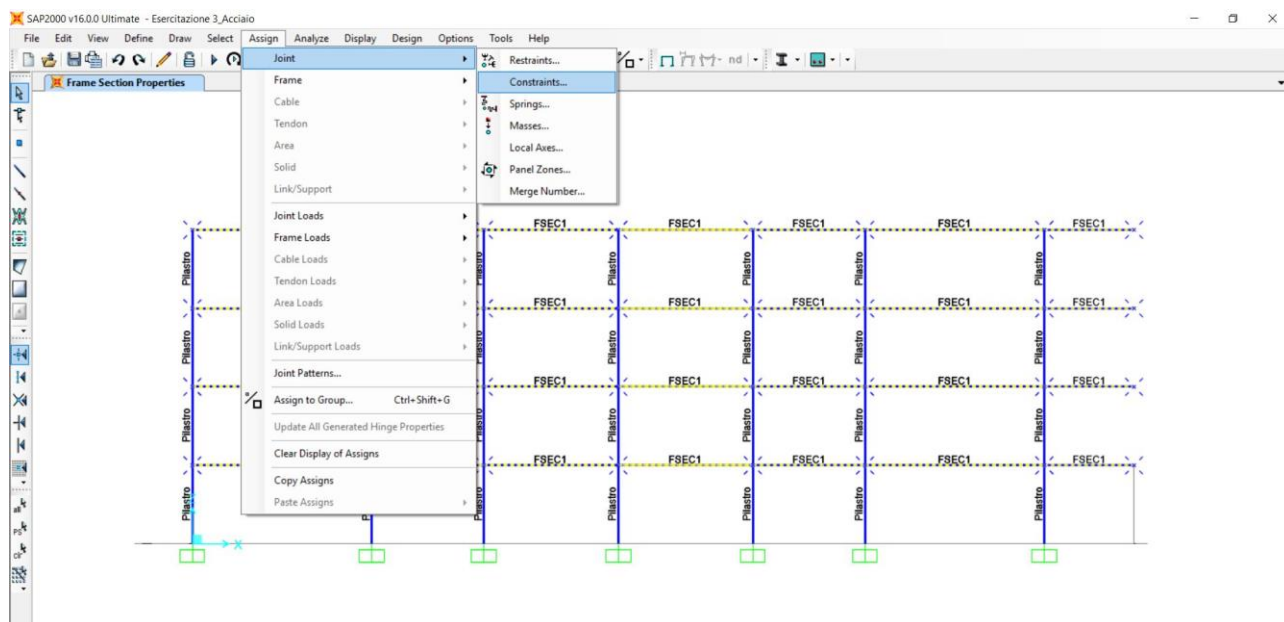 SAP2000 v16.0.0 Ultimate - Esercitazione 3_Acciaio
File Edit View Define Draw Select Assign Analyze Display Design Options Tools Help
nd
Frame Section Properties
Joint
Frame
Cable
Tendon
Area
Solid
Link/Support
Joint Loads
Frame Loads
Cable Loads
Tendon Loads
Area Loads
Solid Loads
Link/Support Loads
Joint Patterns...
Assign to Group... Ctrl+Shift+G
Update All Generated Hinge Properties
Clear Display of Assigns
Copy Assigns
Paste Assigns
Restraints...
Constraints...
Springs...
Masses...
Local Axes...
Panel Zones...
Merge Number...
FSEC1 FSEC1 FSEC1 FSEC1 FSEC1
Pilastro Pilastro Pilastro Pilastro Pilastro Pilastro
FSEC1 FSEC1 FSEC1 FSEC1 FSEC1
Pilastro Pilastro Pilastro Pilastro Pilastro Pilastro
FSEC1 FSEC1 FSEC1 FSEC1 FSEC1
Pilastro Pilastro Pilastro Pilastro Pilastro Pilastro
FSEC1 FSEC1 FSEC1 FSEC1 FSEC1
Pilastro Pilastro Pilastro Pilastro Pilastro Pilastro
X
all
PS
clr